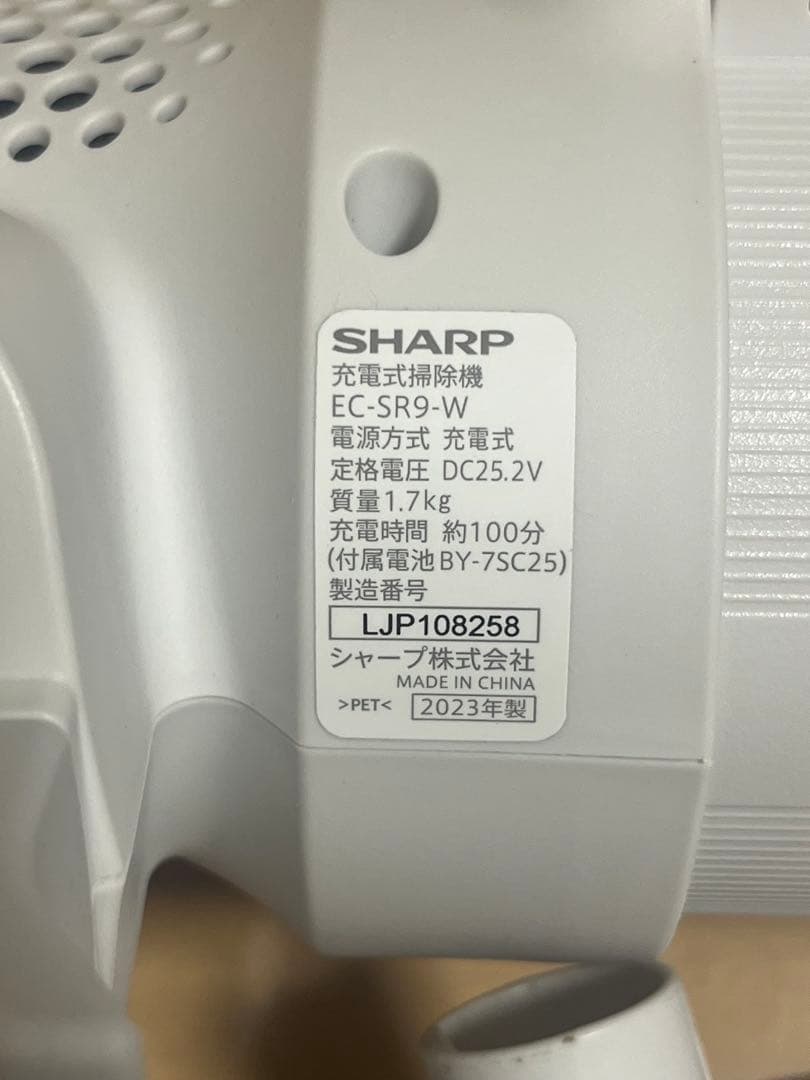 SHARP
充電式掃除機
EC-SR9-W
電源方式 充電式
定格電圧 DC25.2V
質量1.7kg
充電時間 約100分
(付属電池BY-7SC25)
製造番号
LJP108258
シャープ株式会社
MADE IN CHINA
>PET< 2023年製